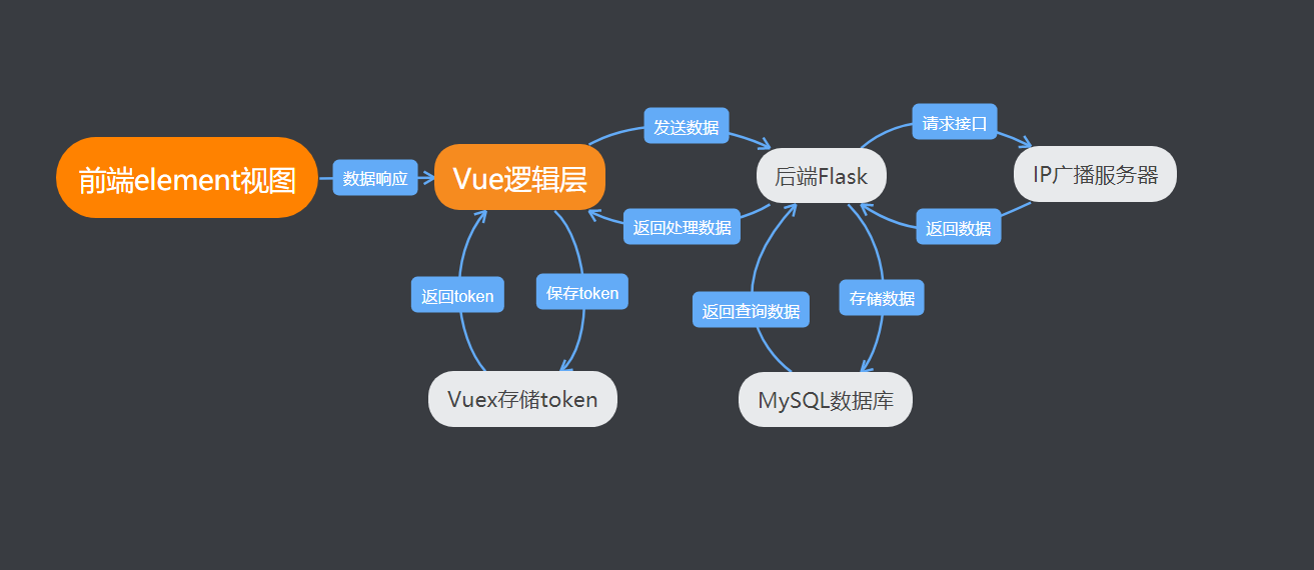 前端element视图
数据响应
Vue逻辑层
发送数据
返回处理数据
后端Flask
请求接口
返回数据
IP广播服务器
返回token
保存token
Vuex存储token
返回查询数据
存储数据
MySQL数据库